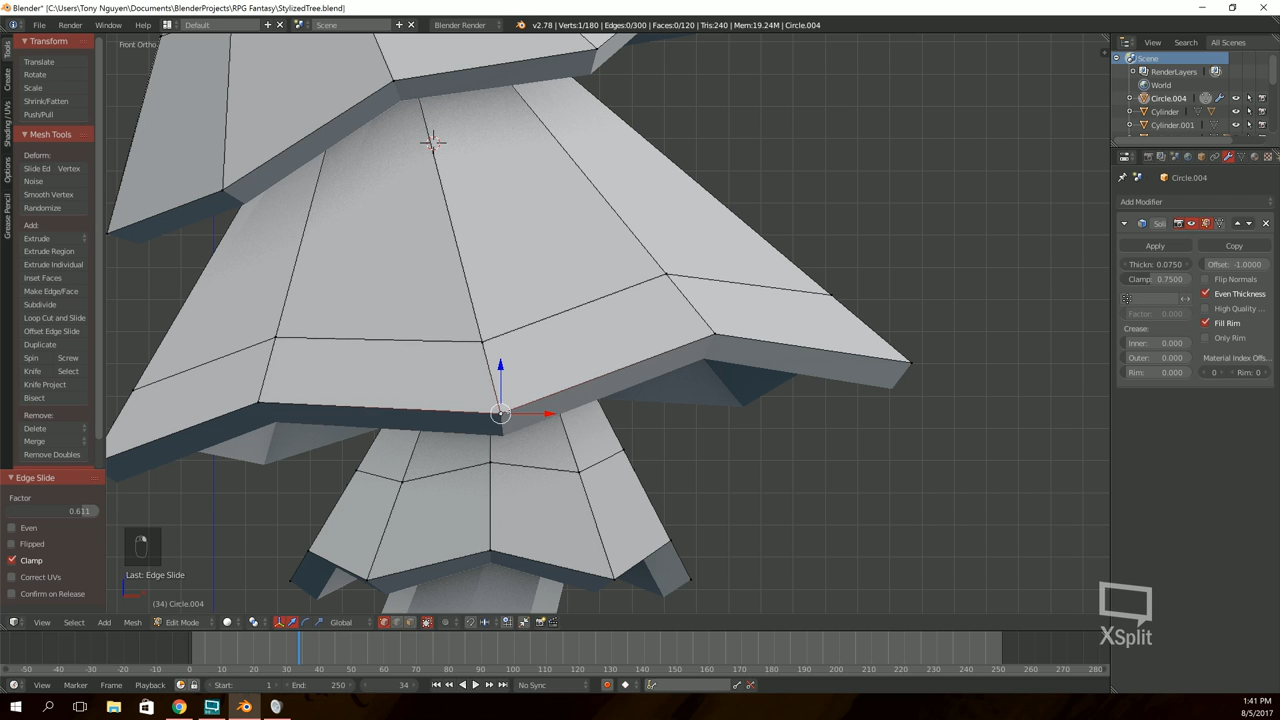 Blender* [C:\Users\Tony Nguyen\Documents\BlenderProjects\RPG Fantasy\StylizedTree.blend]
File Render Window Help Default Scene Blender Render v2.78 | Verts:1/180 | Edges:0/300 | Faces:0/120 | Tris:240 | Mem:19.24M | Circle.004
View Search All Scenes
Tools
Create
Shading / UVs
Options
Grease Pencil
Transform
Translate
Rotate
Scale
Shrink/Fatten
Push/Pull
Mesh Tools
Deform:
Slide Ed Vertex
Noise
Smooth Vertex
Randomize
Add:
Extrude
Extrude Region
Extrude Individual
Inset Faces
Make Edge/Face
Subdivide
Loop Cut and Slide
Offset Edge Slide
Duplicate
Spin Screw
Knife Select
Knife Project
Bisect
Remove:
Delete
Merge
Remove Doubles
Edge Slide
Factor
0.611
Even
Flipped
Clamp
Correct UVs
Confirm on Release
Front Ortho
Last: Edge Slide
(34) Circle.004
Scene
RenderLayers
World
Circle.004
Cylinder
Cylinder.001
Circle.004
Add Modifier
Soli
Apply Copy
Thickn: 0.0750 Offset: -1.0000
Clamp: 0.7500 Flip Normals
Even Thickness
High Quality ...
Factor: 0.000
Fill Rim
Crease:
Only Rim
Inner: 0.000
Outer: 0.000 Material Index Offs...
Rim: 0.000 0 Rim: 0
XSplit
View Select Add Mesh Edit Mode Global
-50 -40 -30 -20 -10 0 10 20 30 40 50 60 70 80 90 100 110 120 130 140 150 160 170 180 190 200 210 220 230 240 250 260 270 280
View Marker Frame Playback Start: 1 End: 250 34 No Sync
1:41 PM
8/5/2017